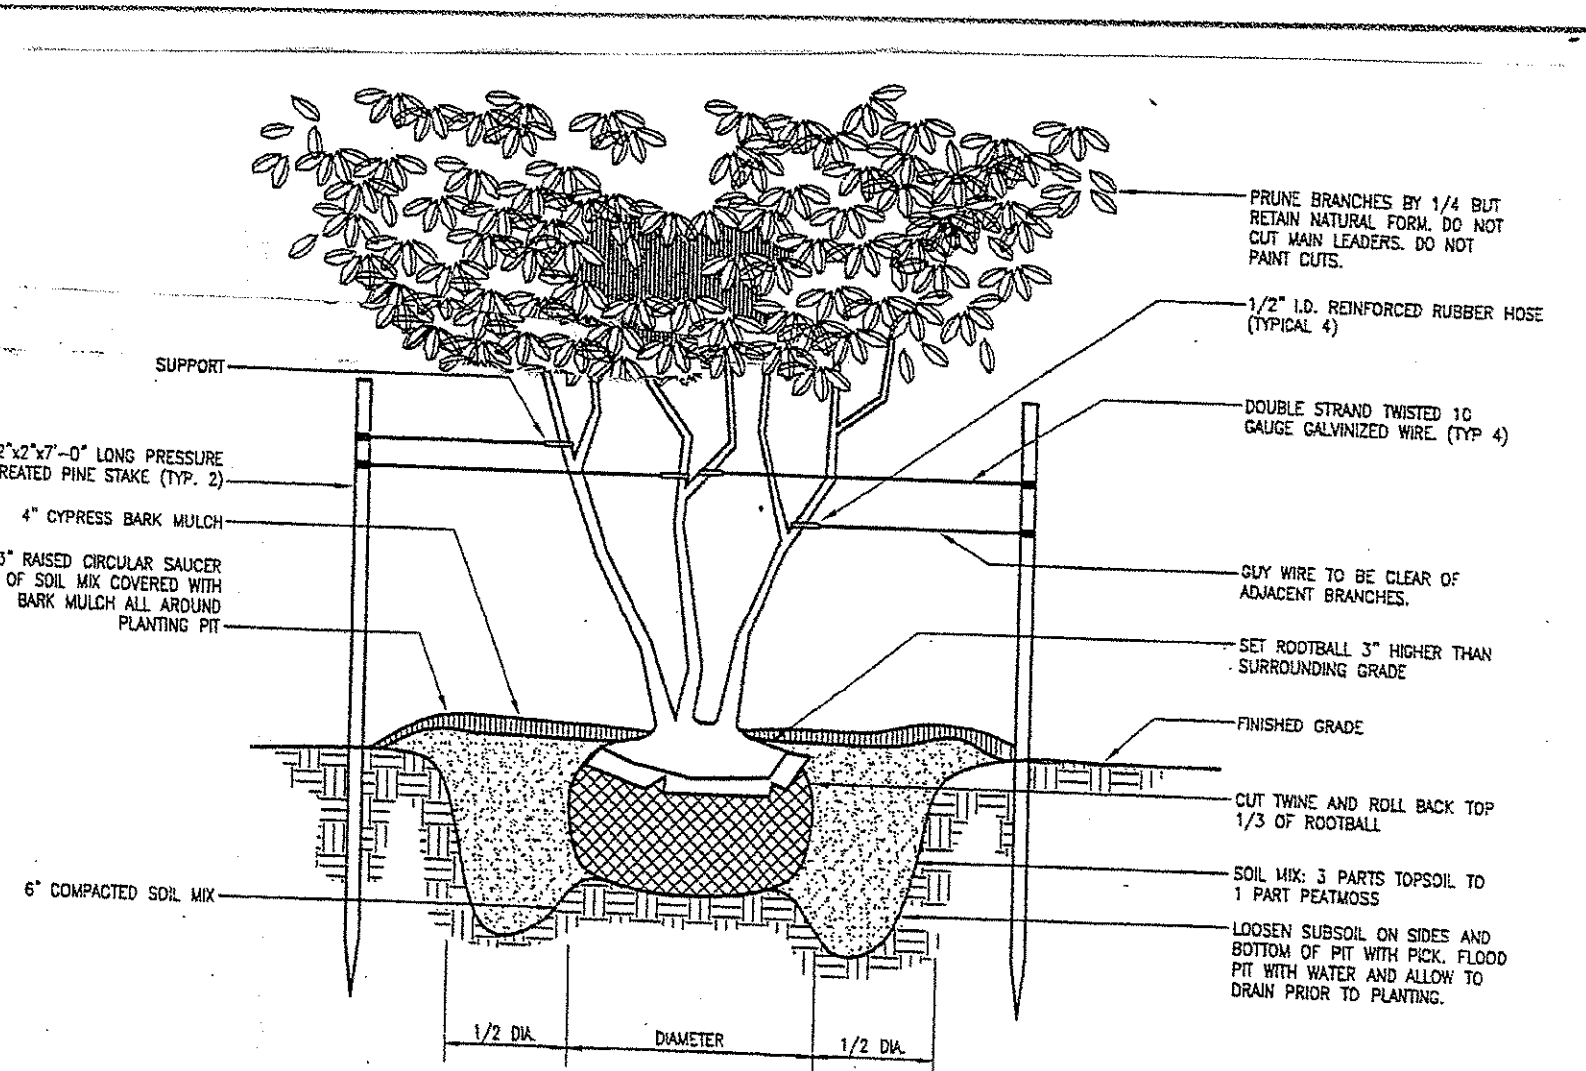 PRUNE BRANCHES BY 1/4 BUT
RETAIN NATURAL FORM. DO NOT
CUT MAIN LEADERS. DO NOT
PAINT CUTS.
1/2" I.D. REINFORCED RUBBER HOSE
(TYPICAL 4)
SUPPORT
DOUBLE STRAND TWISTED 10
GAUGE GALVINIZED WIRE. (TYP 4)
2"x2"x7'-0" LONG PRESSURE
REATED PINE STAKE (TYP. 2)
4" CYPRESS BARK MULCH
3" RAISED CIRCULAR SAUCER
OF SOIL MIX COVERED WITH
BARK MULCH ALL AROUND
PLANTING PIT
GUY WIRE TO BE CLEAR OF
ADJACENT BRANCHES.
SET ROOTBALL 3" HIGHER THAN
SURROUNDING GRADE
FINISHED GRADE
CUT TWINE AND ROLL BACK TOP
1/3 OF ROOTBALL
6" COMPACTED SOIL MIX
SOIL MIX: 3 PARTS TOPSOIL TO
1 PART PEATMOSS
LOOSEN SUBSOIL ON SIDES AND
BOTTOM OF PIT WITH PICK. FLOOD
PIT WITH WATER AND ALLOW TO
DRAIN PRIOR TO PLANTING.
1/2 DIA.
DIAMETER
1/2 DIA.